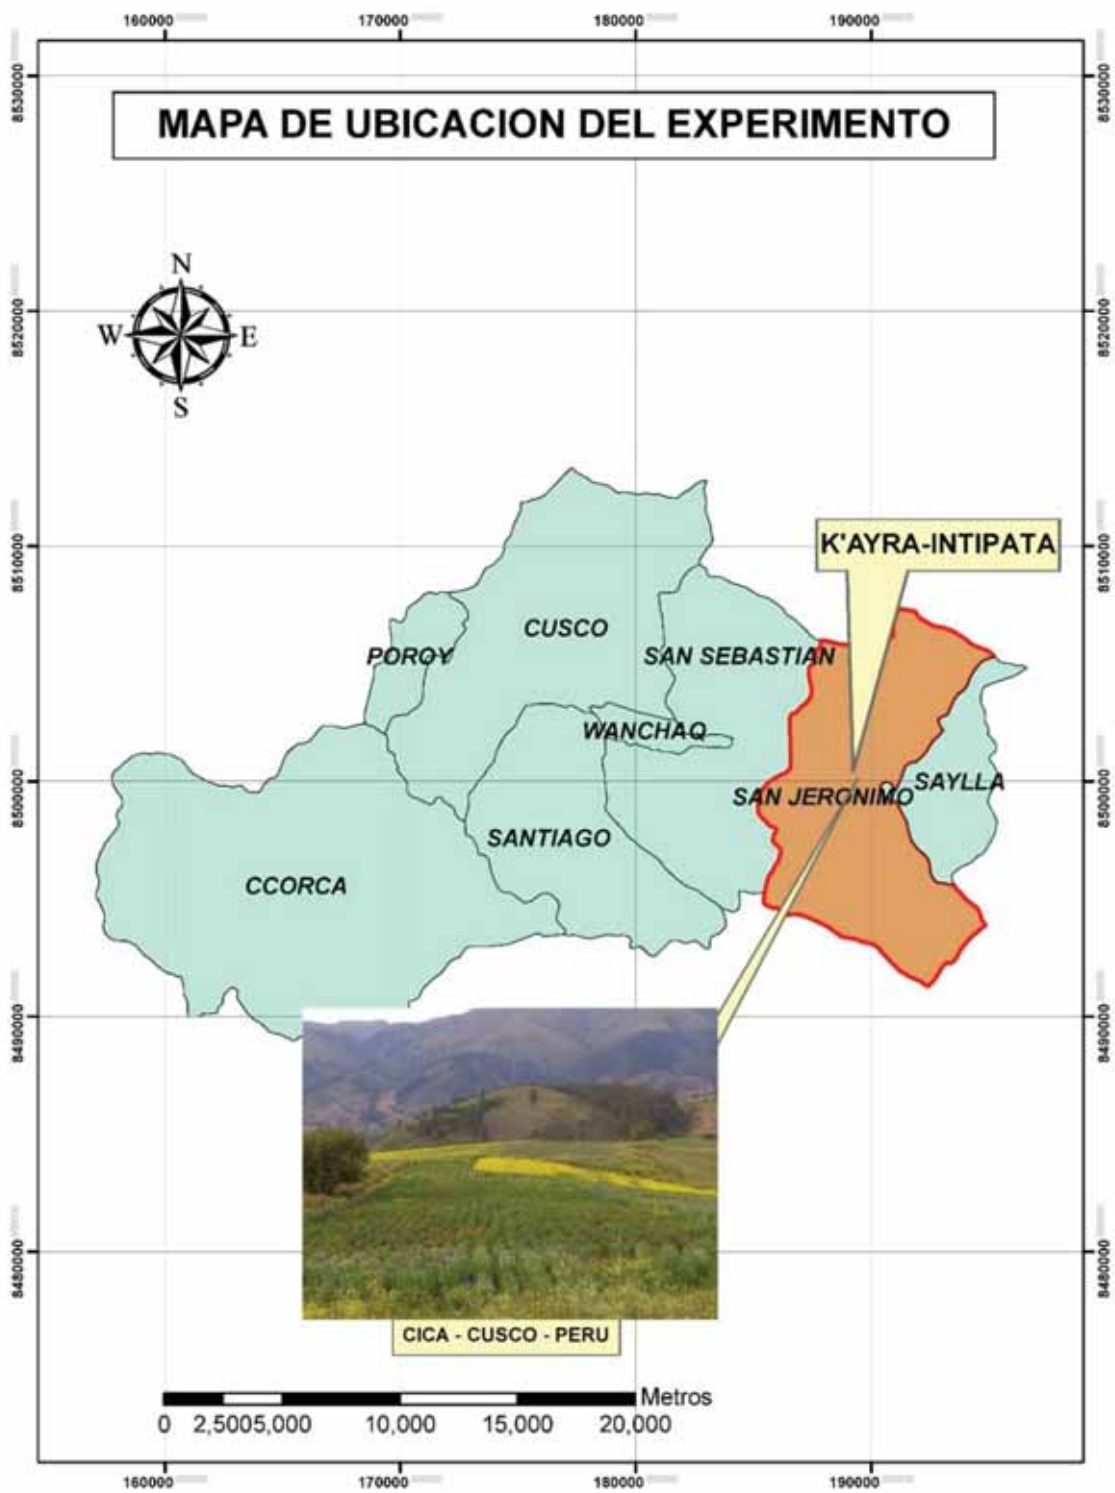 160000 170000 180000 190000
8530000 8530000
MAPA DE UBICACION DEL EXPERIMENTO
N
W E
S
8520000 8520000
8510000 8510000
K'AYRA-INTIPATA
CUSCO
POROY SAN SEBASTIAN
WANCHAQ
8500000 SAN JERONIMO SAYLLA 8500000
SANTIAGO
CCORCA
8490000 8490000
8480000 8480000
CICA - CUSCO - PERU
Metros
0 2,500 5,000 10,000 15,000 20,000
160000 170000 180000 190000